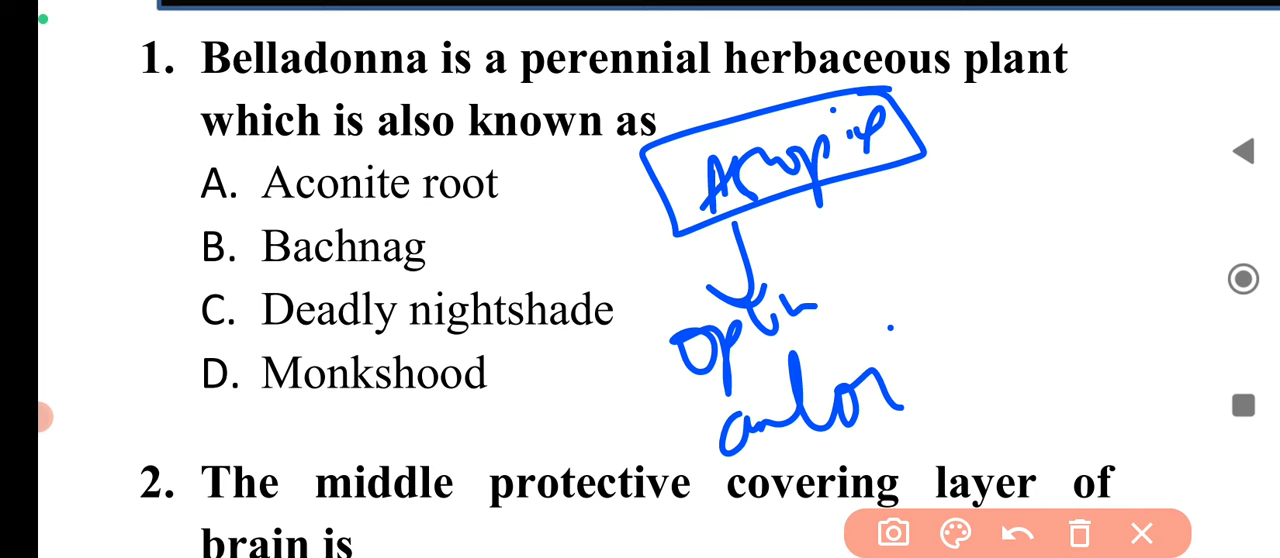 1. Belladonna is a perennial herbaceous plant
which is also known as
A. Aconite root
B. Bachnag
C. Deadly nightshade
D. Monkshood
2. The middle protective covering layer of
brain is